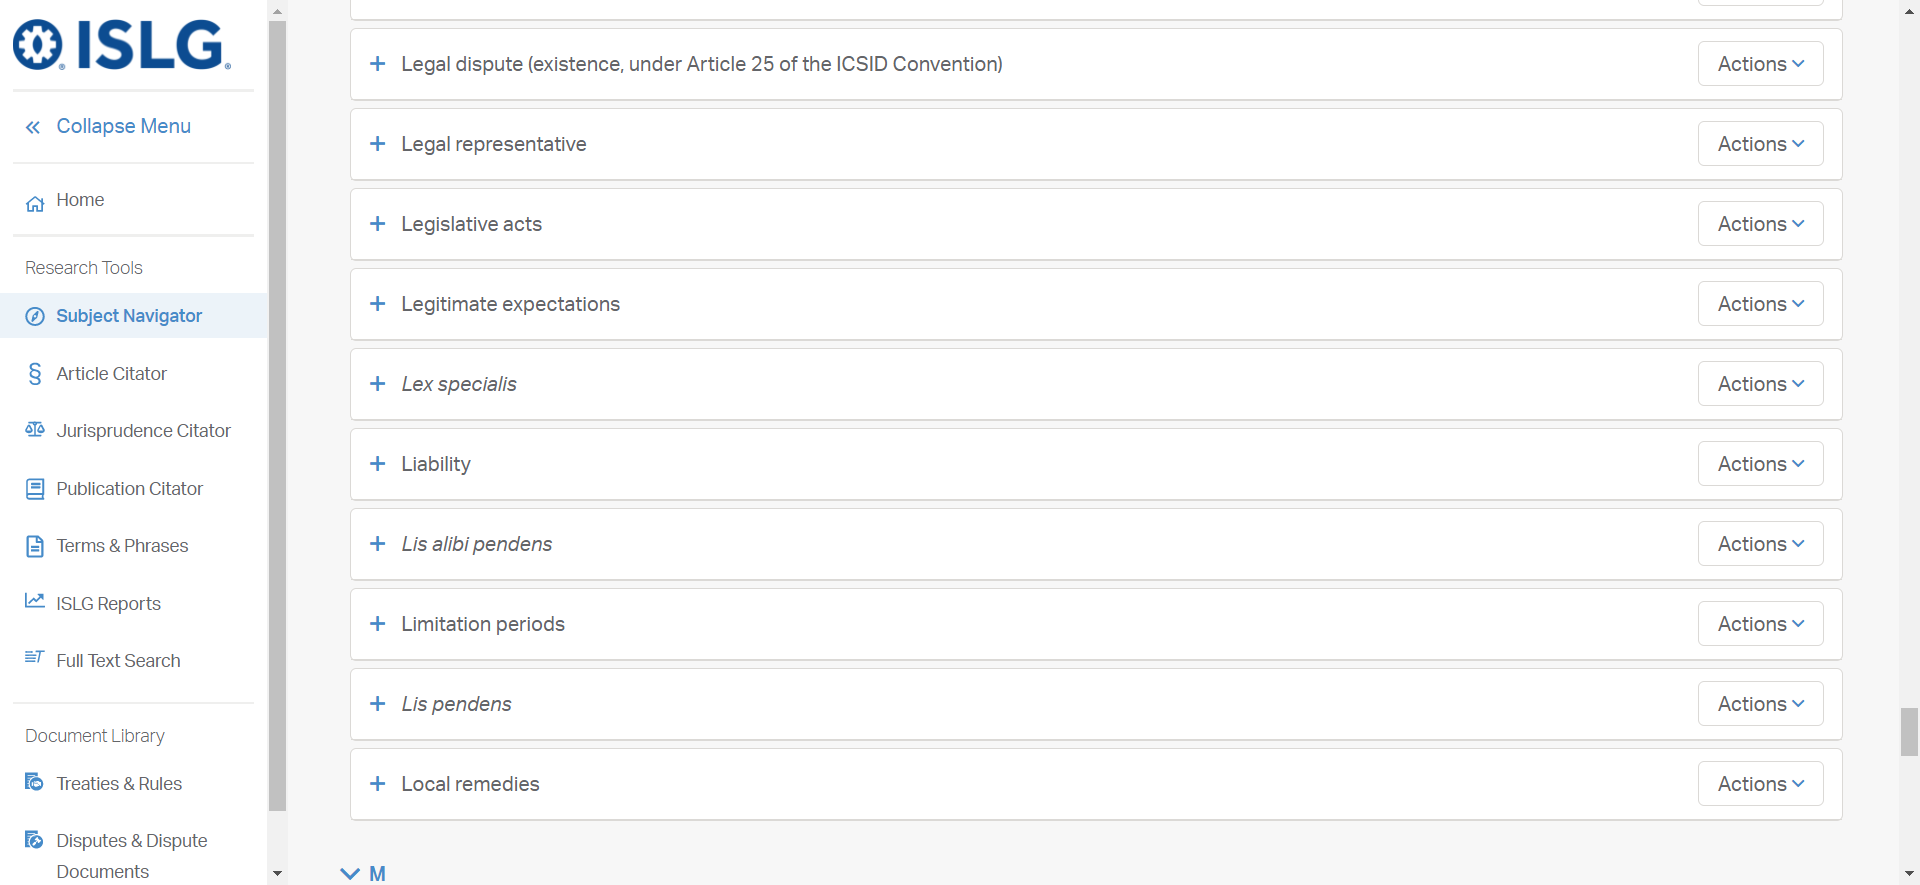 ISLG
Collapse Menu
Home
Research Tools
Subject Navigator
Article Citator
Jurisprudence Citator
Publication Citator
Terms & Phrases
ISLG Reports
Full Text Search
Document Library
Treaties & Rules
Disputes & Dispute
Documents
Legal dispute (existence, under Article 25 of the ICSID Convention) Actions
Legal representative Actions
Legislative acts Actions
Legitimate expectations Actions
Lex specialis Actions
Liability Actions
Lis alibi pendens Actions
Limitation periods Actions
Lis pendens Actions
Local remedies Actions
M